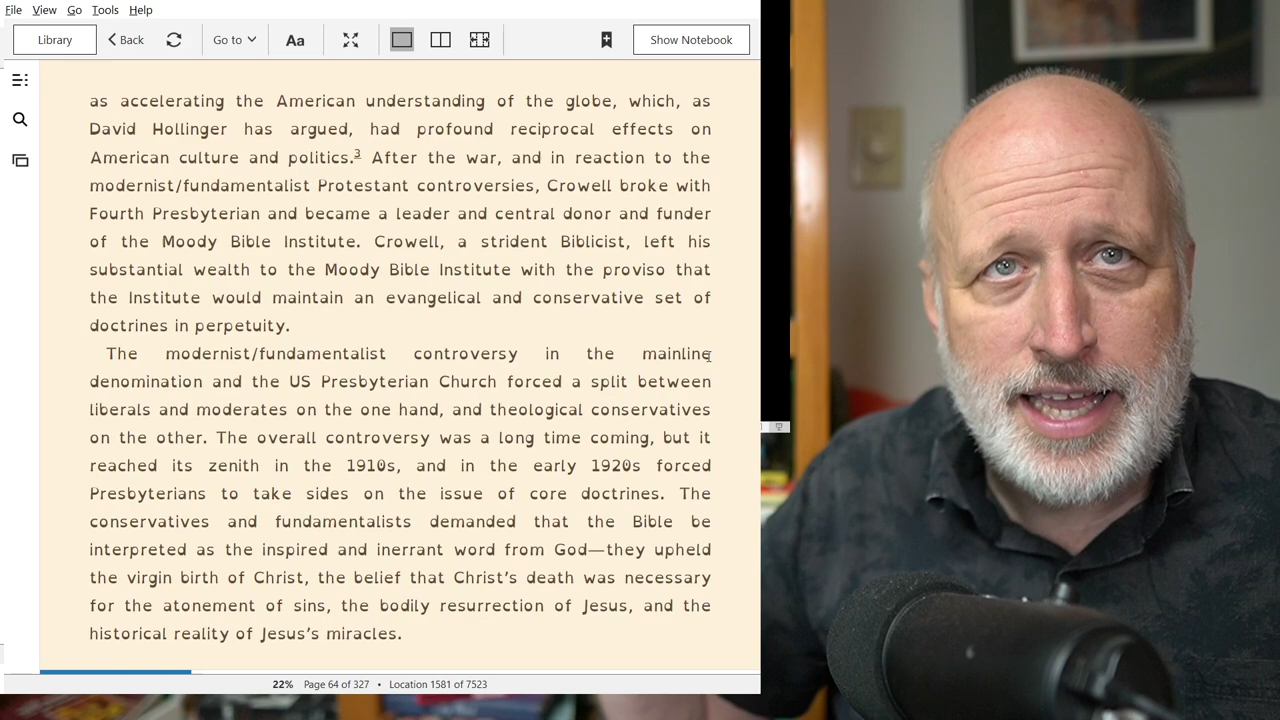 File View Go Tools Help
Library Back Go to Aa Show Notebook
as accelerating the American understanding of the globe, which, as
David Hollinger has argued, had profound reciprocal effects on
American culture and politics.3 After the war, and in reaction to the
modernist/fundamentalist Protestant controversies, Crowell broke with
Fourth Presbyterian and became a leader and central donor and funder
of the Moody Bible Institute. Crowell, a strident Biblicist, left his
substantial wealth to the Moody Bible Institute with the proviso that
the Institute would maintain an evangelical and conservative set of
doctrines in perpetuity.
The modernist/fundamentalist controversy in the mainline
denomination and the US Presbyterian Church forced a split between
liberals and moderates on the one hand, and theological conservatives
on the other. The overall controversy was a long time coming, but it
reached its zenith in the 1910s, and in the early 1920s forced
Presbyterians to take sides on the issue of core doctrines. The
conservatives and fundamentalists demanded that the Bible be
interpreted as the inspired and inerrant word from God—they upheld
the virgin birth of Christ, the belief that Christ's death was necessary
for the atonement of sins, the bodily resurrection of Jesus, and the
historical reality of Jesus's miracles.
22% Page 64 of 327 • Location 1581 of 7523